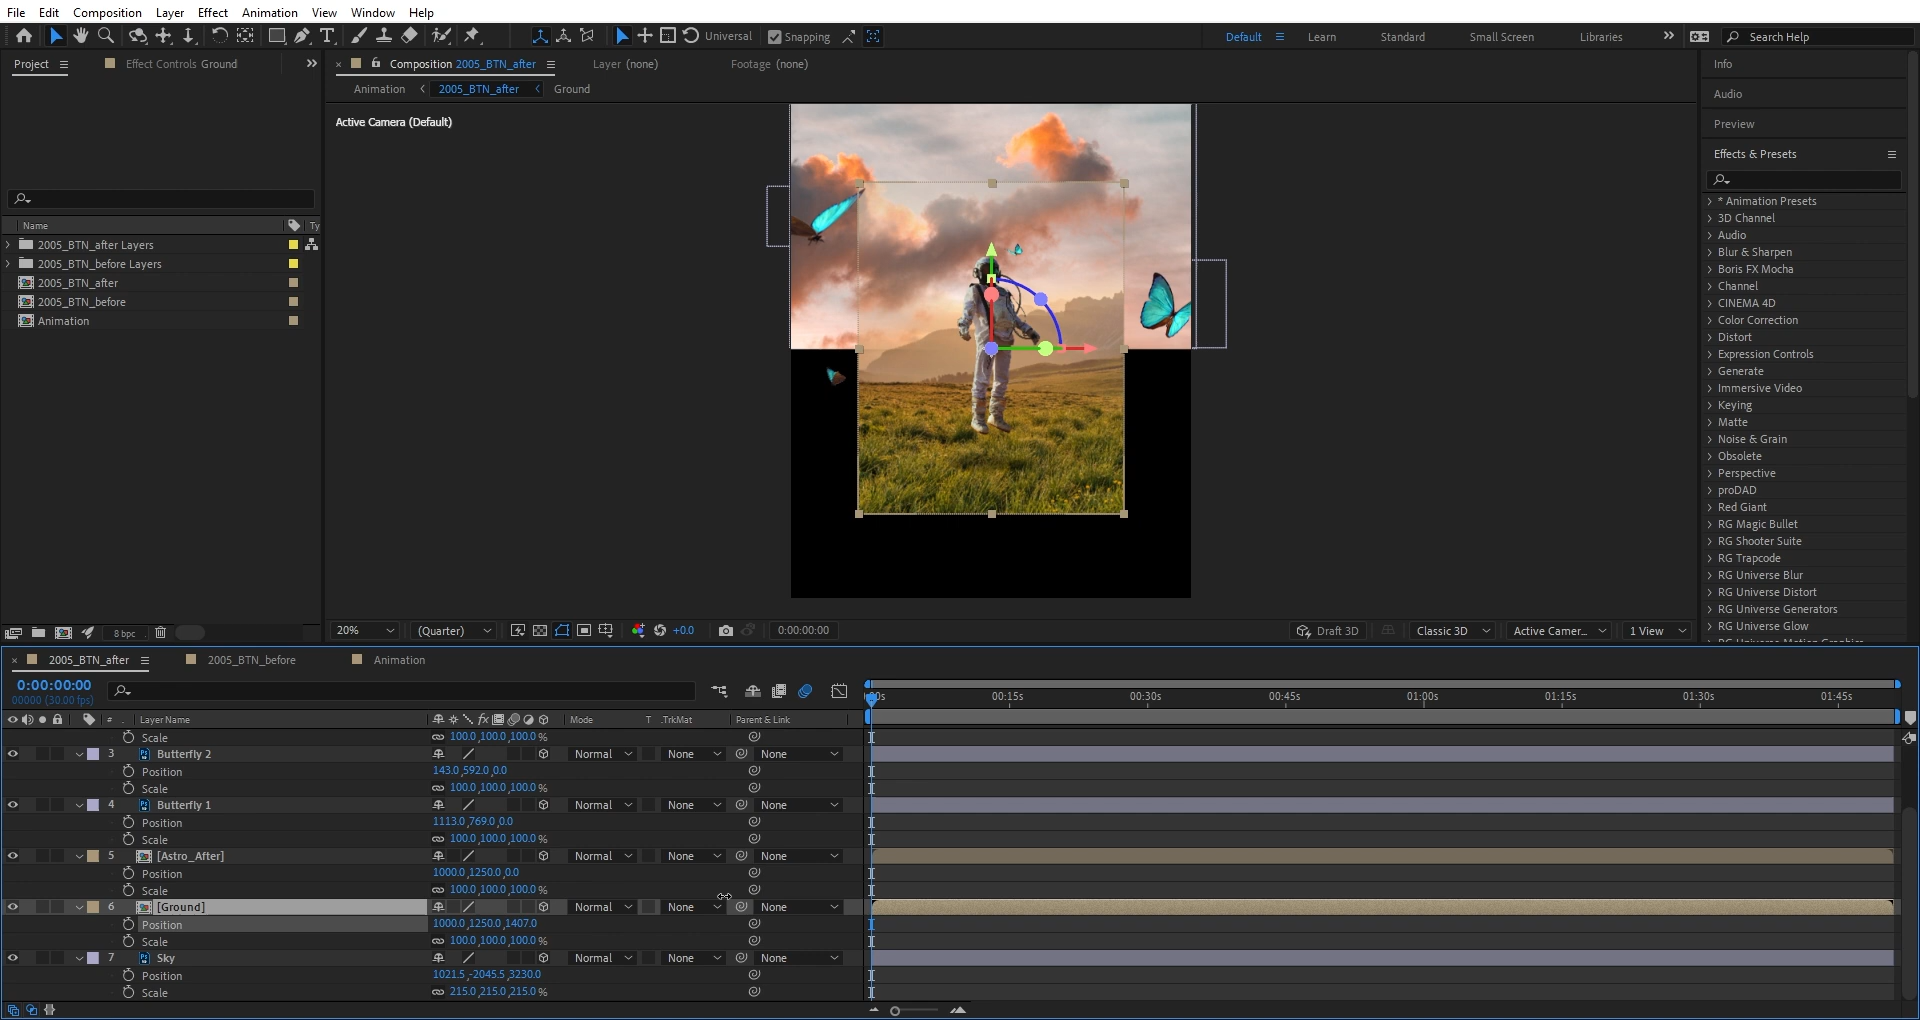 File Edit Composition Layer Effect Animation View Window Help
Universal Snapping Default Learn Standard Small Screen Libraries Search Help
Project Effect Controls Ground
Composition 2005_BTN_after Layer (none) Footage (none)
Animation 2005_BTN_after Ground
Active Camera (Default)
Name Ty
2005_BTN_after Layers
2005_BTN_before Layers
2005_BTN_after
2005_BTN_before
Animation
8 bpc
20% (Quarter) +0.0 0:00:00:00 Draft 3D Classic 3D Active Camer... 1 View
Info
Audio
Preview
Effects & Presets
* Animation Presets
3D Channel
Audio
Blur & Sharpen
Boris FX Mocha
Channel
CINEMA 4D
Color Correction
Distort
Expression Controls
Generate
Immersive Video
Keying
Matte
Noise & Grain
Obsolete
Perspective
proDAD
Red Giant
RG Magic Bullet
RG Shooter Suite
RG Trapcode
RG Universe Blur
RG Universe Distort
RG Universe Generators
RG Universe Glow
RG Universe Motion Graphics
2005_BTN_after 2005_BTN_before Animation
0:00:00:00
00000 (30.00 fps)
:00s 00:15s 00:30s 00:45s 01:00s 01:15s 01:30s 01:45s
# Layer Name fx Mode T .TrkMat Parent & Link
Scale 100.0,100.0,100.0 %
3 Butterfly 2 Normal None None
Position 143.0,592.0,0.0
Scale 100.0,100.0,100.0 %
4 Butterfly 1 Normal None None
Position 1113.0,769.0,0.0
Scale 100.0,100.0,100.0 %
5 [Astro_After] Normal None None
Position 1000.0,1250.0,0.0
Scale 100.0,100.0,100.0 %
6 [Ground] Normal None None
Position 1000.0,1250.0,1407.0
Scale 100.0,100.0,100.0 %
7 Sky Normal None None
Position 1021.5,-2045.5,3230.0
Scale 215.0,215.0,215.0 %